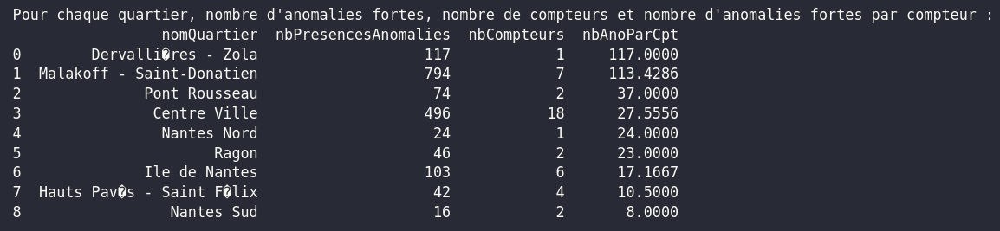 Pour chaque quartier, nombre d'anomalies fortes, nombre de compteurs et nombre d'anomalies fortes par compteur :
nomQuartier nbPresencesAnomalies nbCompteurs nbAnoParCpt
0 Dervalli�res - Zola 117 1 117.0000
1 Malakoff - Saint-Donatien 794 7 113.4286
2 Pont Rousseau 74 2 37.0000
3 Centre Ville 496 18 27.5556
4 Nantes Nord 24 1 24.0000
5 Ragon 46 2 23.0000
6 Ile de Nantes 103 6 17.1667
7 Hauts Pav�s - Saint F�lix 42 4 10.5000
8 Nantes Sud 16 2 8.0000